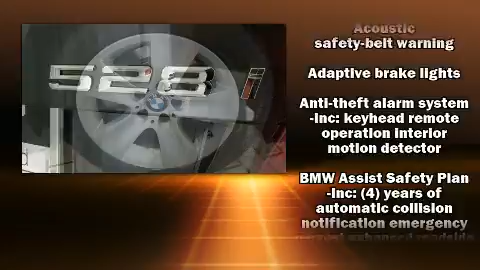 528i
Acoustic
safety-belt warning
Adaptive brake lights
Anti-theft alarm system
-inc: keyhead remote
operation interior
motion detector
BMW Assist Safety Plan
-inc: (4) years of
automatic collision
notification emergency